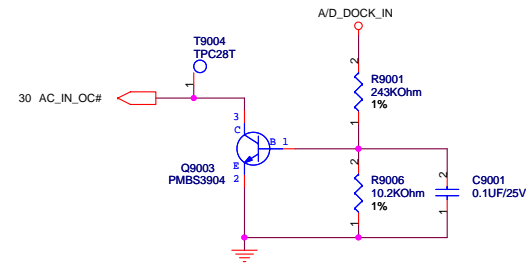 A/D_DOCK_IN
T9004
TPC28T
30 AC_IN_OC#
1
2
R9001
243KOhm
1%
1
3
C
B 1
E
2
Q9003
PMBS3904
2
R9006
10.2KOhm
1%
1
2
C9001
0.1UF/25V
1